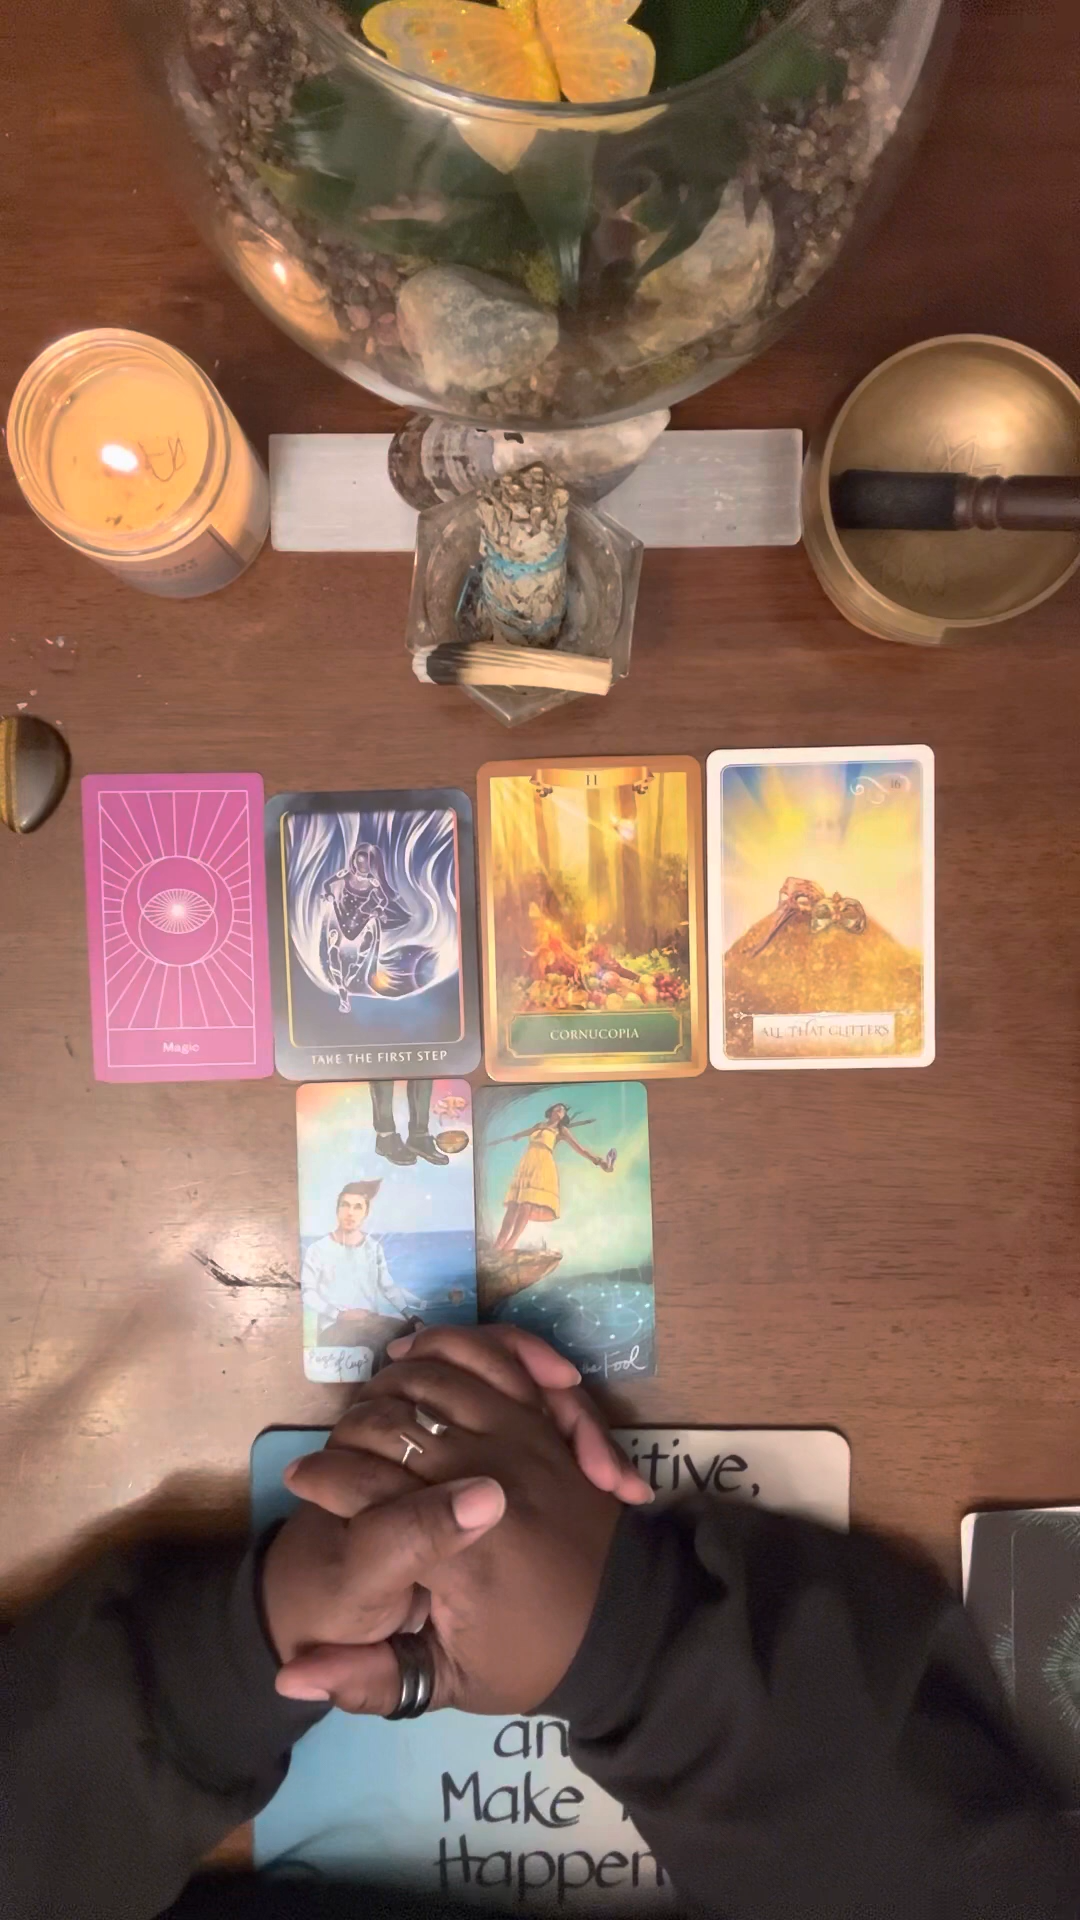 11
16
Magic
TAKE THE FIRST STEP
CORNUCOPIA
ALL THAT GLITTERS
Page of Cups
the Fool
itive,
an
Make
Happen